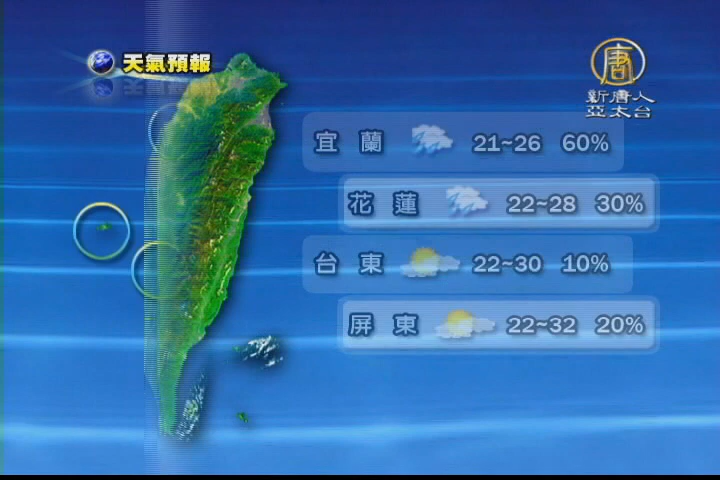 天氣預報
唐
新唐人
亞太台
宜蘭 21~26 60%
花蓮 22~28 30%
台東 22~30 10%
屏東 22~32 20%